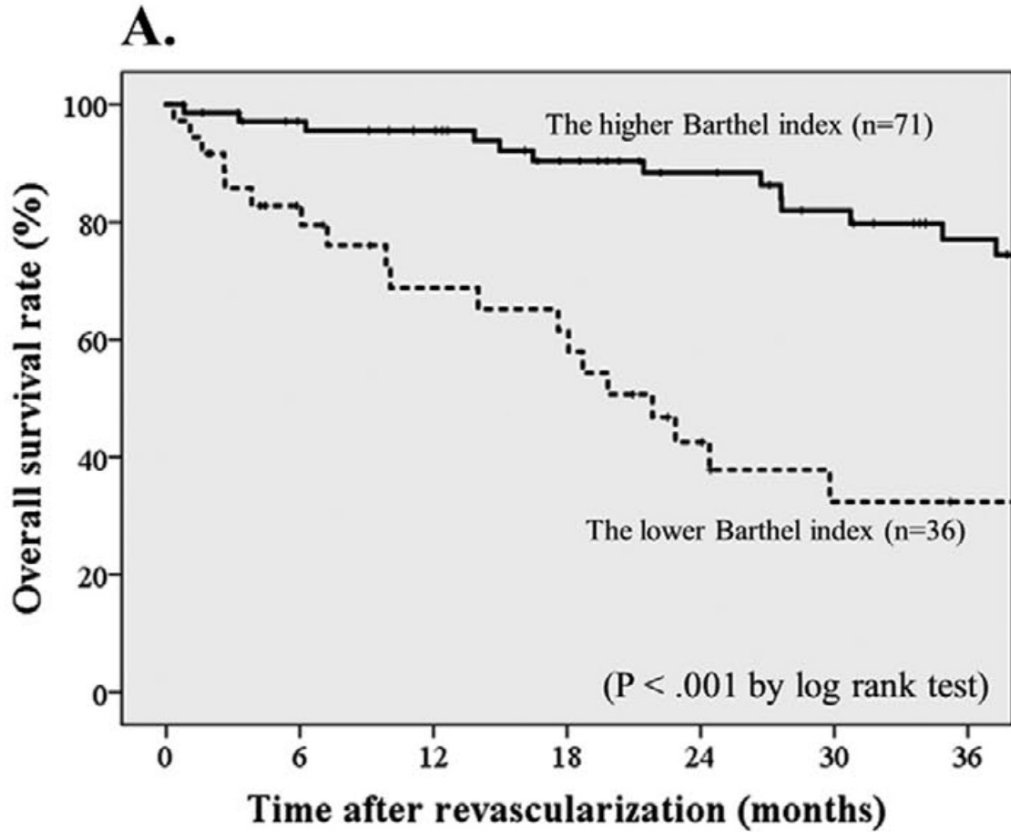 A.
100
80
60
40
20
0
Overall survival rate (%)
The higher Barthel index (n=71)
The lower Barthel index (n=36)
(P < .001 by log rank test)
0 6 12 18 24 30 36
Time after revascularization (months)